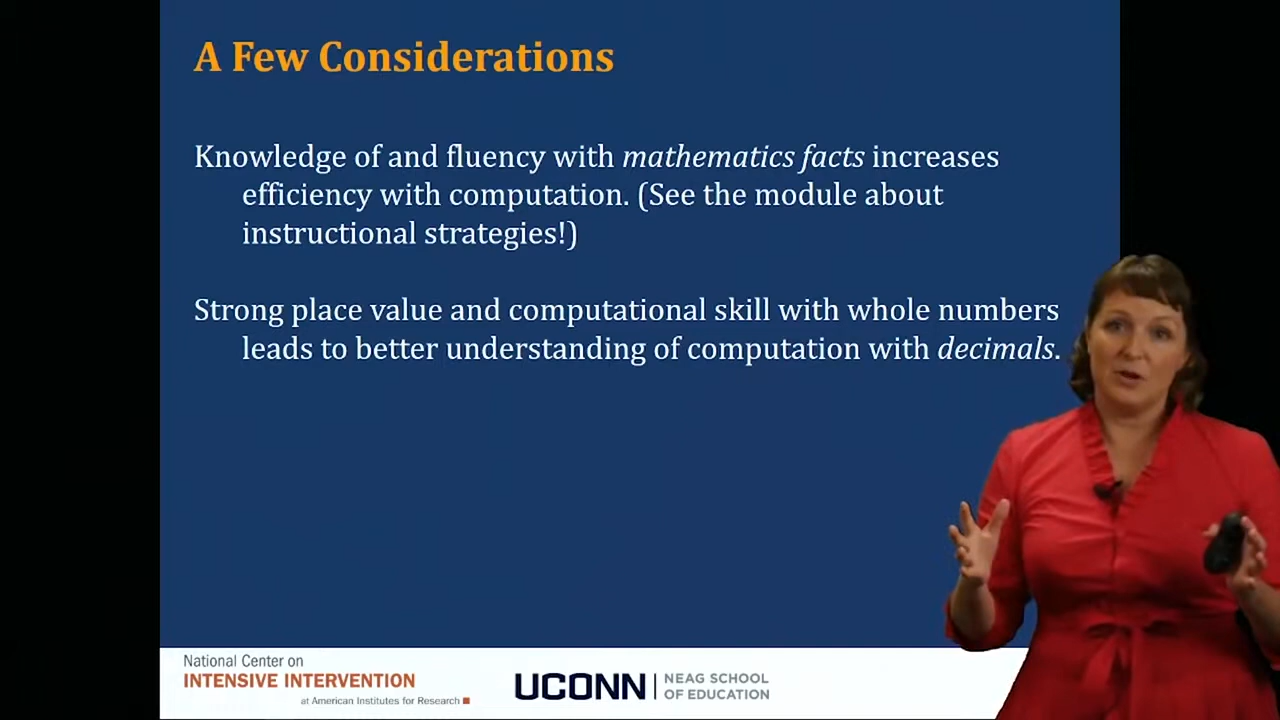 A Few Considerations
Knowledge of and fluency with mathematics facts increases
efficiency with computation. (See the module about
instructional strategies!)
Strong place value and computational skill with whole numbers
leads to better understanding of computation with decimals.
National Center on
INTENSIVE INTERVENTION
at American Institutes for Research
UCONN
NEAG SCHOOL
OF EDUCATION